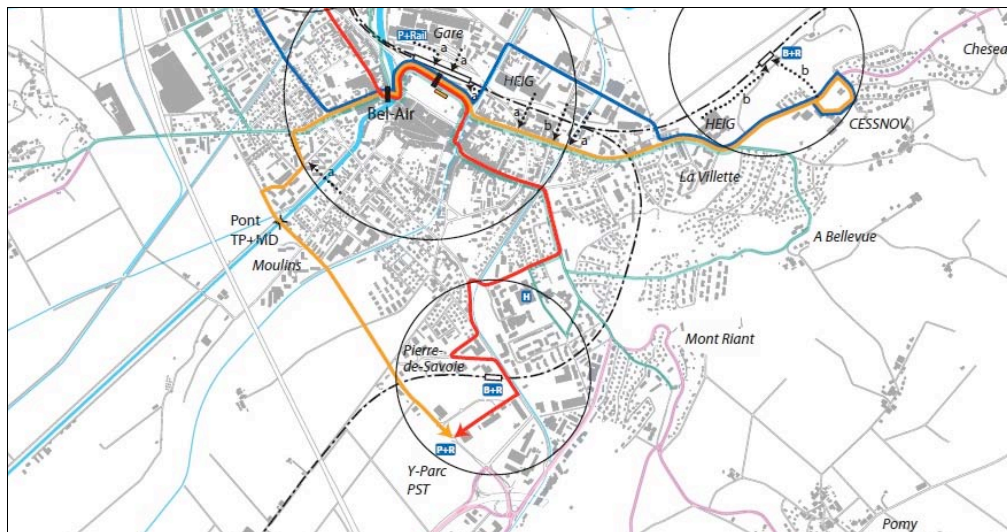 P+Rail
Gare
a
a
HEIG
B+R
Chesea
b
b
HEIG
CESSNOV
Bel-Air
a
b
a
La Villette
a
Pont
TP+MD
Moulins
A Bellevue
H
Mont Riant
Pierre-
de-Savoie
B+R
P+R
Y-Parc
PST
Pomy